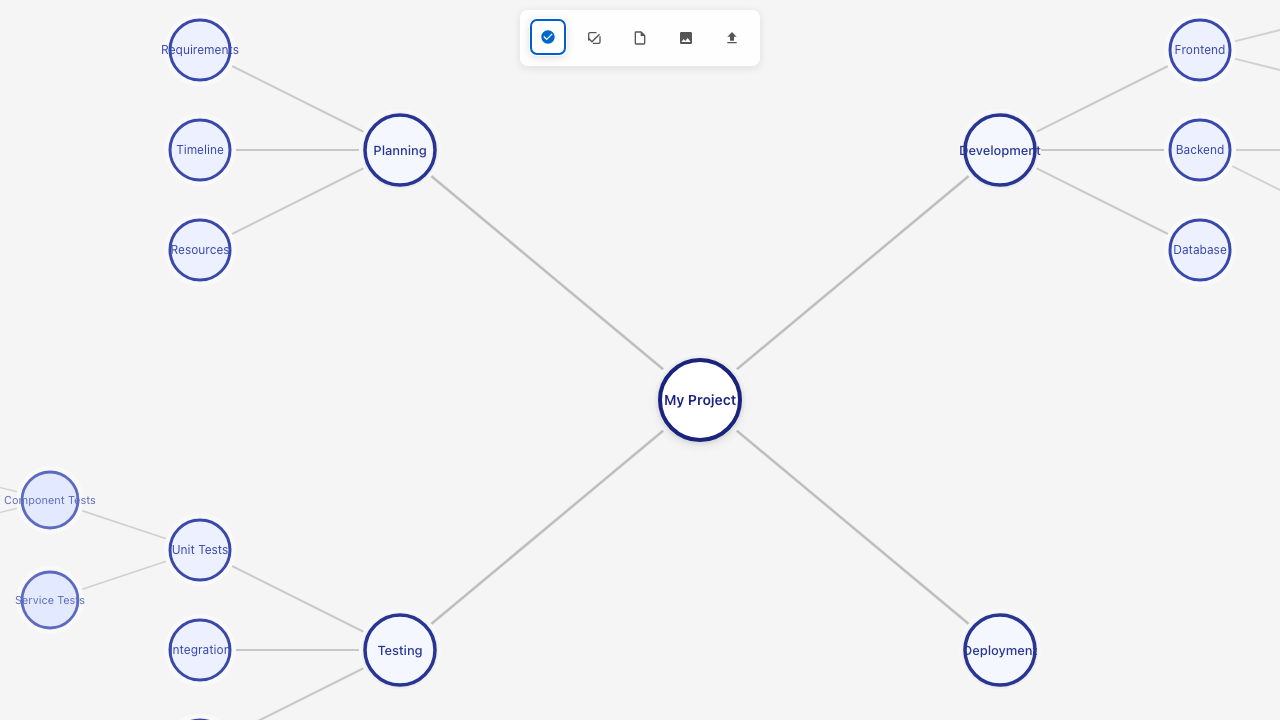 Requirements
Frontend
Timeline
Planning
Development
Backend
Resources
Database
My Project
Component Tests
Unit Tests
Service Tests
Integration
Testing
Deployment